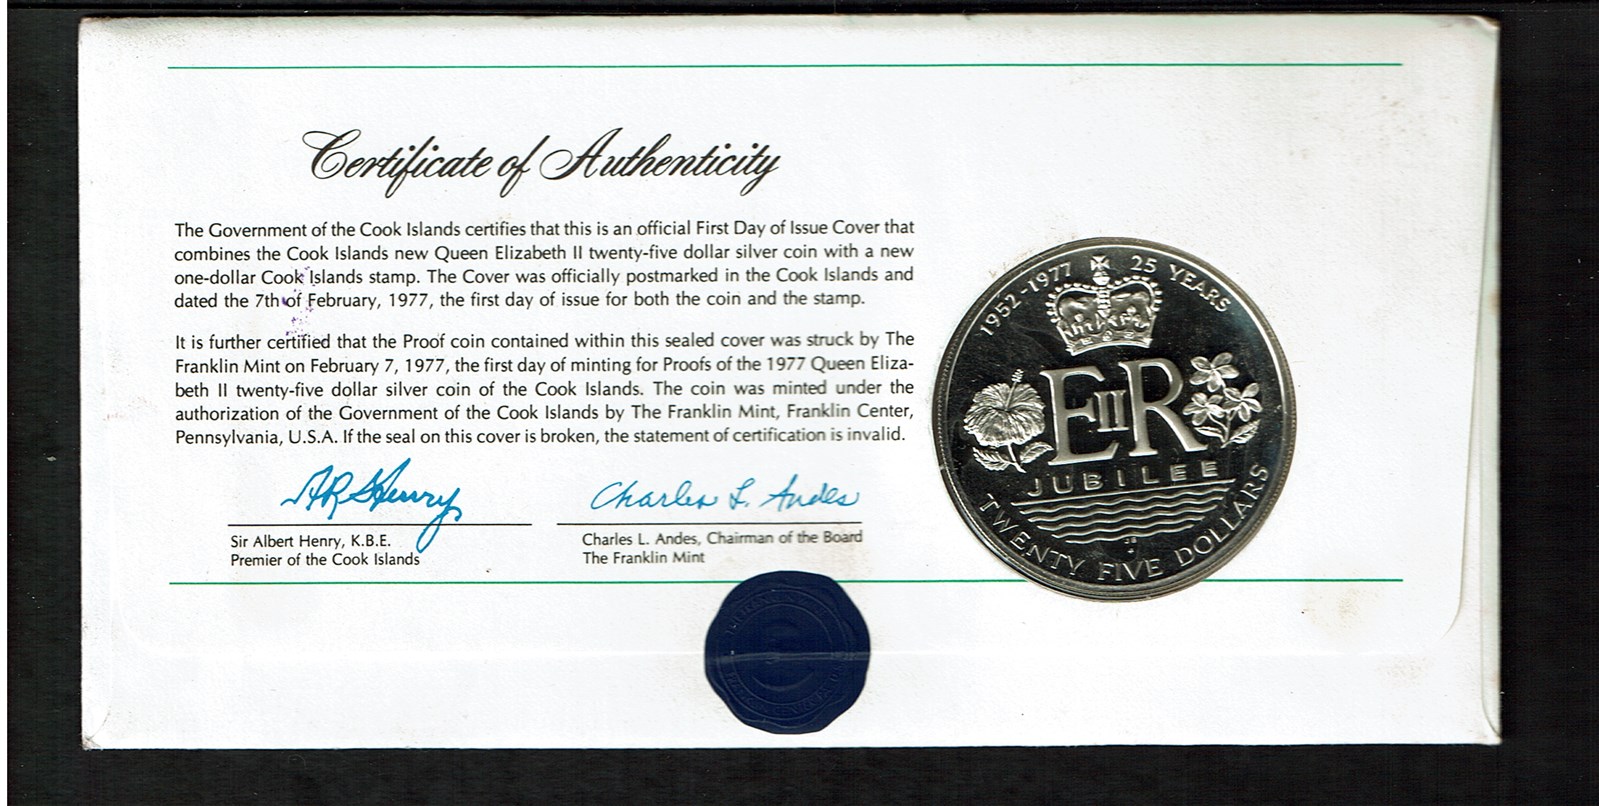 Certificate of Authenticity
The Government of the Cook Islands certifies that this is an official First Day of Issue Cover that
combines the Cook Islands new Queen Elizabeth II twenty-five dollar silver coin with a new
one-dollar Cook Islands stamp. The Cover was officially postmarked in the Cook Islands and
dated the 7th of February, 1977, the first day of issue for both the coin and the stamp.
It is further certified that the Proof coin contained within this sealed cover was struck by The
Franklin Mint on February 7, 1977, the first day of minting for Proofs of the 1977 Queen Eliza-
beth II twenty-five dollar silver coin of the Cook Islands. The coin was minted under the
authorization of the Government of the Cook Islands by The Franklin Mint, Franklin Center,
Pennsylvania, U.S.A. If the seal on this cover is broken, the statement of certification is invalid.
Charles L. Andes
Sir Albert Henry, K.B.E.
Premier of the Cook Islands
Charles L. Andes, Chairman of the Board
The Franklin Mint
1952-1977 25 YEARS
EIIR
JUBILEE
TWENTY FIVE DOLLARS